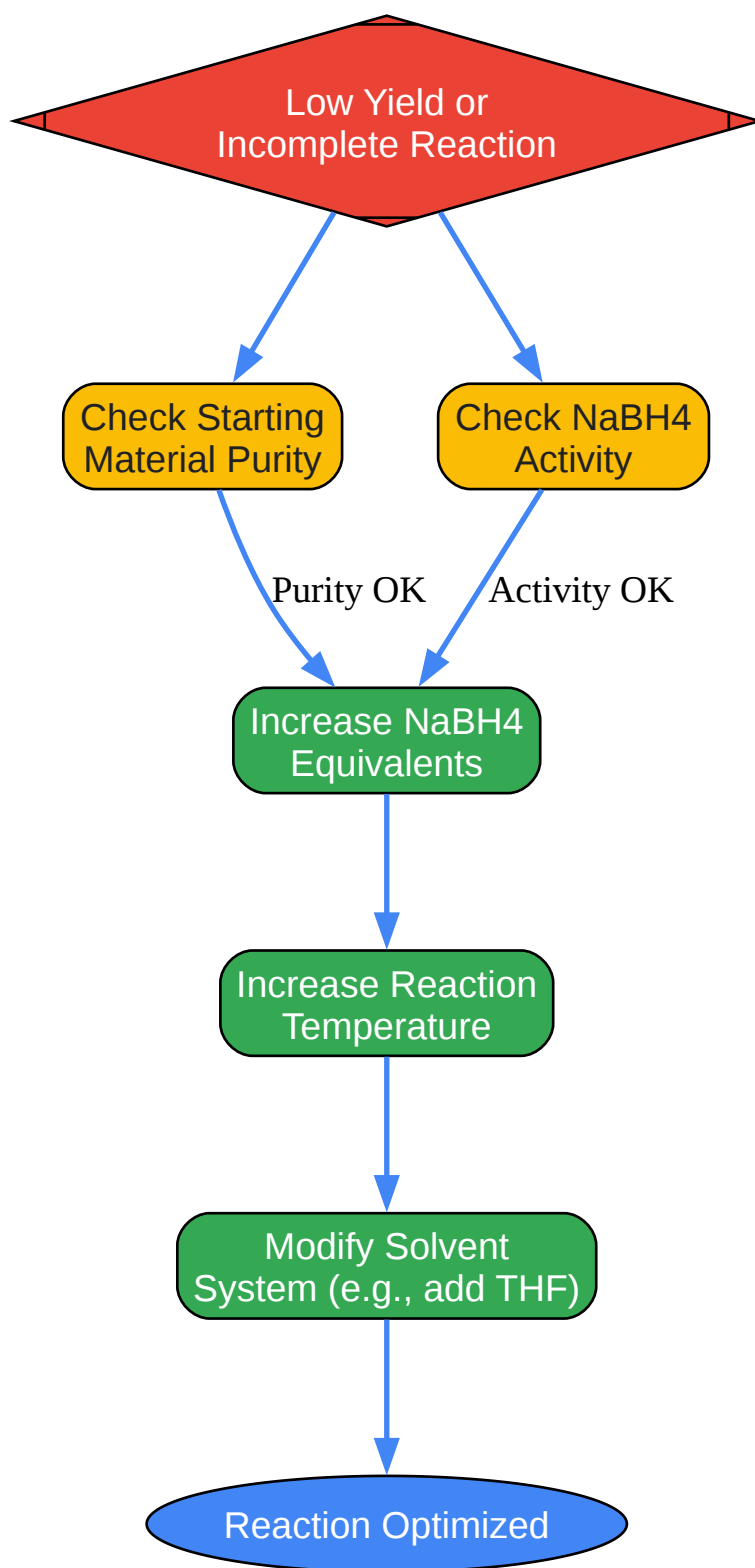 Low Yield or
Incomplete Reaction
Check Starting
Material Purity
Check NaBH4
Activity
Purity OK
Activity OK
Increase NaBH4
Equivalents
Increase Reaction
Temperature
Modify Solvent
System (e.g., add THF)
Reaction Optimized